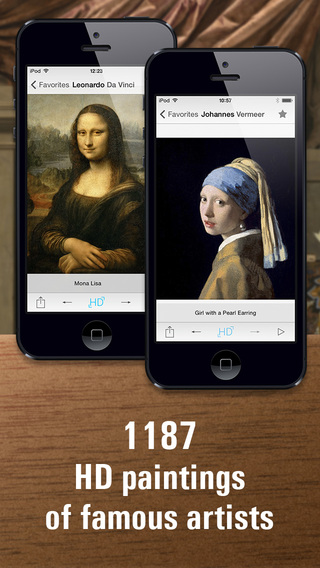 iPod 12:23
Favorites Leonardo Da Vinci
Mona Lisa
HD
iPod 10:57
Favorites Johannes Vermeer
Girl with a Pearl Earring
HD
1187
HD paintings
of famous artists